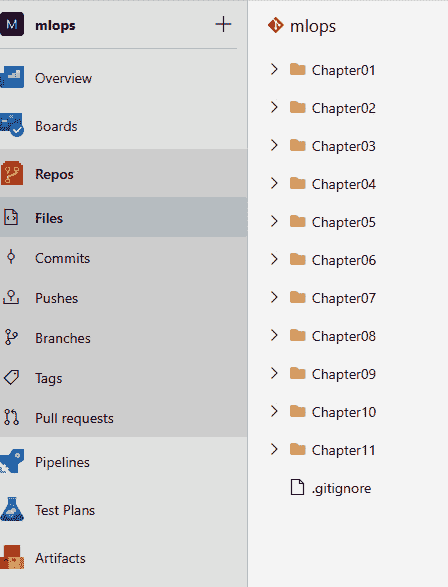 M mlops
Overview
Boards
Repos
Files
Commits
Pushes
Branches
Tags
Pull requests
Pipelines
Test Plans
Artifacts
mlops
Chapter01
Chapter02
Chapter03
Chapter04
Chapter05
Chapter06
Chapter07
Chapter08
Chapter09
Chapter10
Chapter11
.gitignore